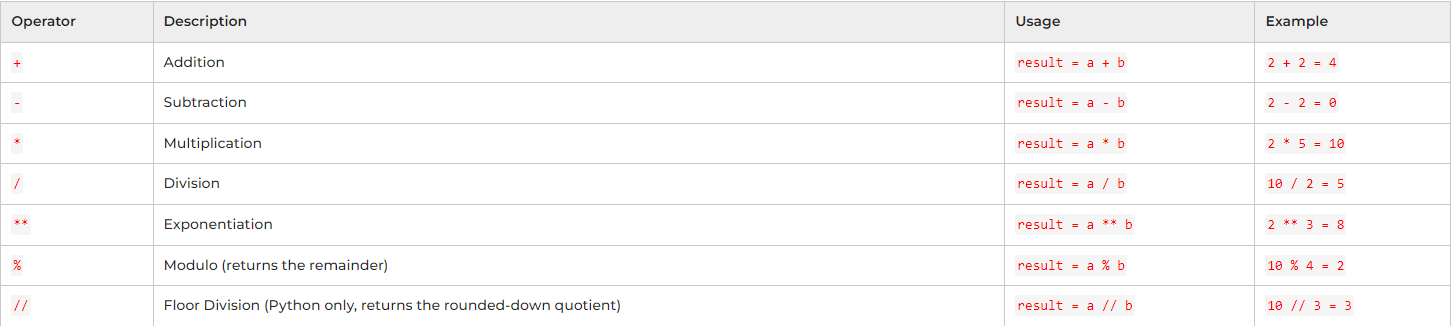 Operator Description Usage Example
+ Addition result = a + b 2 + 2 = 4
- Subtraction result = a - b 2 - 2 = 0
* Multiplication result = a * b 2 * 5 = 10
/ Division result = a / b 10 / 2 = 5
** Exponentiation result = a ** b 2 ** 3 = 8
% Modulo (returns the remainder) result = a % b 10 % 4 = 2
// Floor Division (Python only, returns the rounded-down quotient) result = a // b 10 // 3 = 3